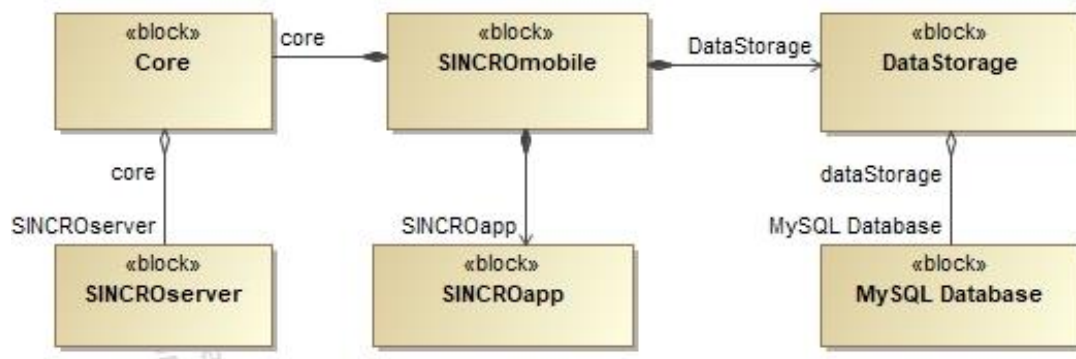 «block»
Core
core
«block»
SINCROmobile
DataStorage
«block»
DataStorage
core
SINCROserver
SINCROapp
dataStorage
MySQL Database
«block»
SINCROserver
«block»
SINCROapp
«block»
MySQL Database